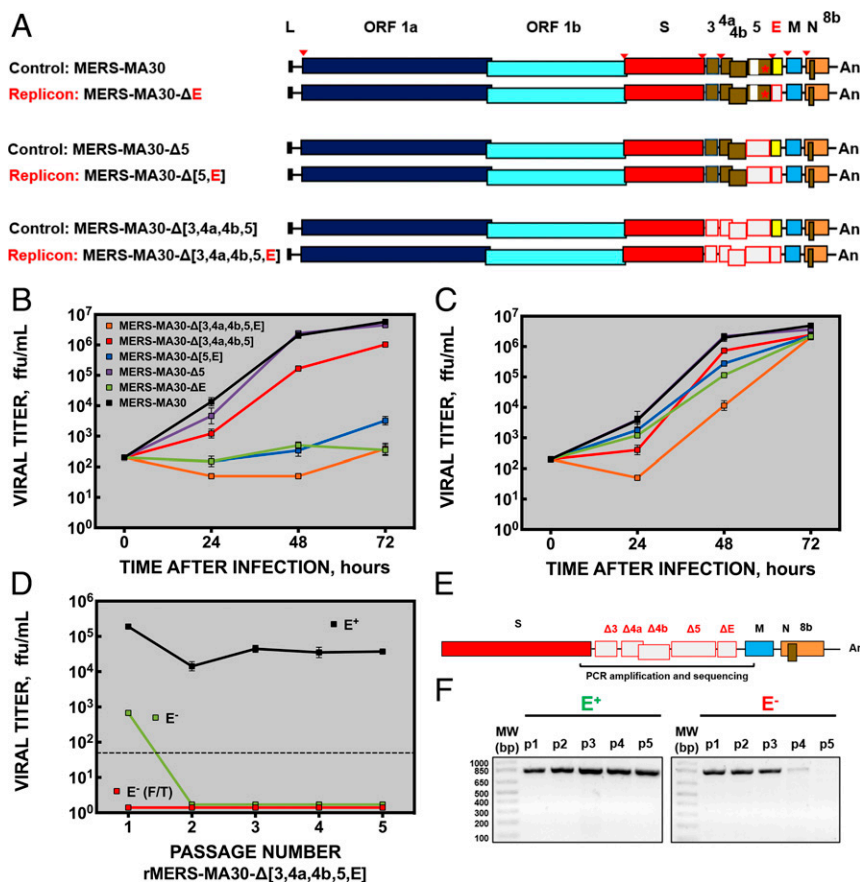 A
L ORF 1a ORF 1b S 3 4a 4b 5 E M N 8b
Control: MERS-MA30 An
Replicon: MERS-MA30-ΔE An
Control: MERS-MA30-Δ5 An
Replicon: MERS-MA30-Δ[5,E] An
Control: MERS-MA30-Δ[3,4a,4b,5] An
Replicon: MERS-MA30-Δ[3,4a,4b,5,E] An
B
VIRAL TITER, ffu/mL
10⁷
10⁶
10⁵
10⁴
10³
10²
10¹
10⁰
MERS-MA30-Δ[3,4a,4b,5,E]
MERS-MA30-Δ[3,4a,4b,5]
MERS-MA30-Δ[5,E]
MERS-MA30-Δ5
MERS-MA30-ΔE
MERS-MA30
0 24 48 72
TIME AFTER INFECTION, hours
C
VIRAL TITER, ffu/mL
10⁷
10⁶
10⁵
10⁴
10³
10²
10¹
10⁰
0 24 48 72
TIME AFTER INFECTION, hours
D
VIRAL TITER, ffu/mL
10⁶
10⁵
10⁴
10³
10²
10¹
10⁰
E⁺
E⁻
E⁻ (F/T)
1 2 3 4 5
PASSAGE NUMBER
rMERS-MA30-Δ[3,4a,4b,5,E]
E
S Δ3 Δ4a Δ4b Δ5 ΔE M N 8b
An
PCR amplification and sequencing
F
E⁺ E⁻
MW (bp) p1 p2 p3 p4 p5 MW (bp) p1 p2 p3 p4 p5
1000 1000
850 850
650 650
500 500
400 400
300 300
200 200
100 100